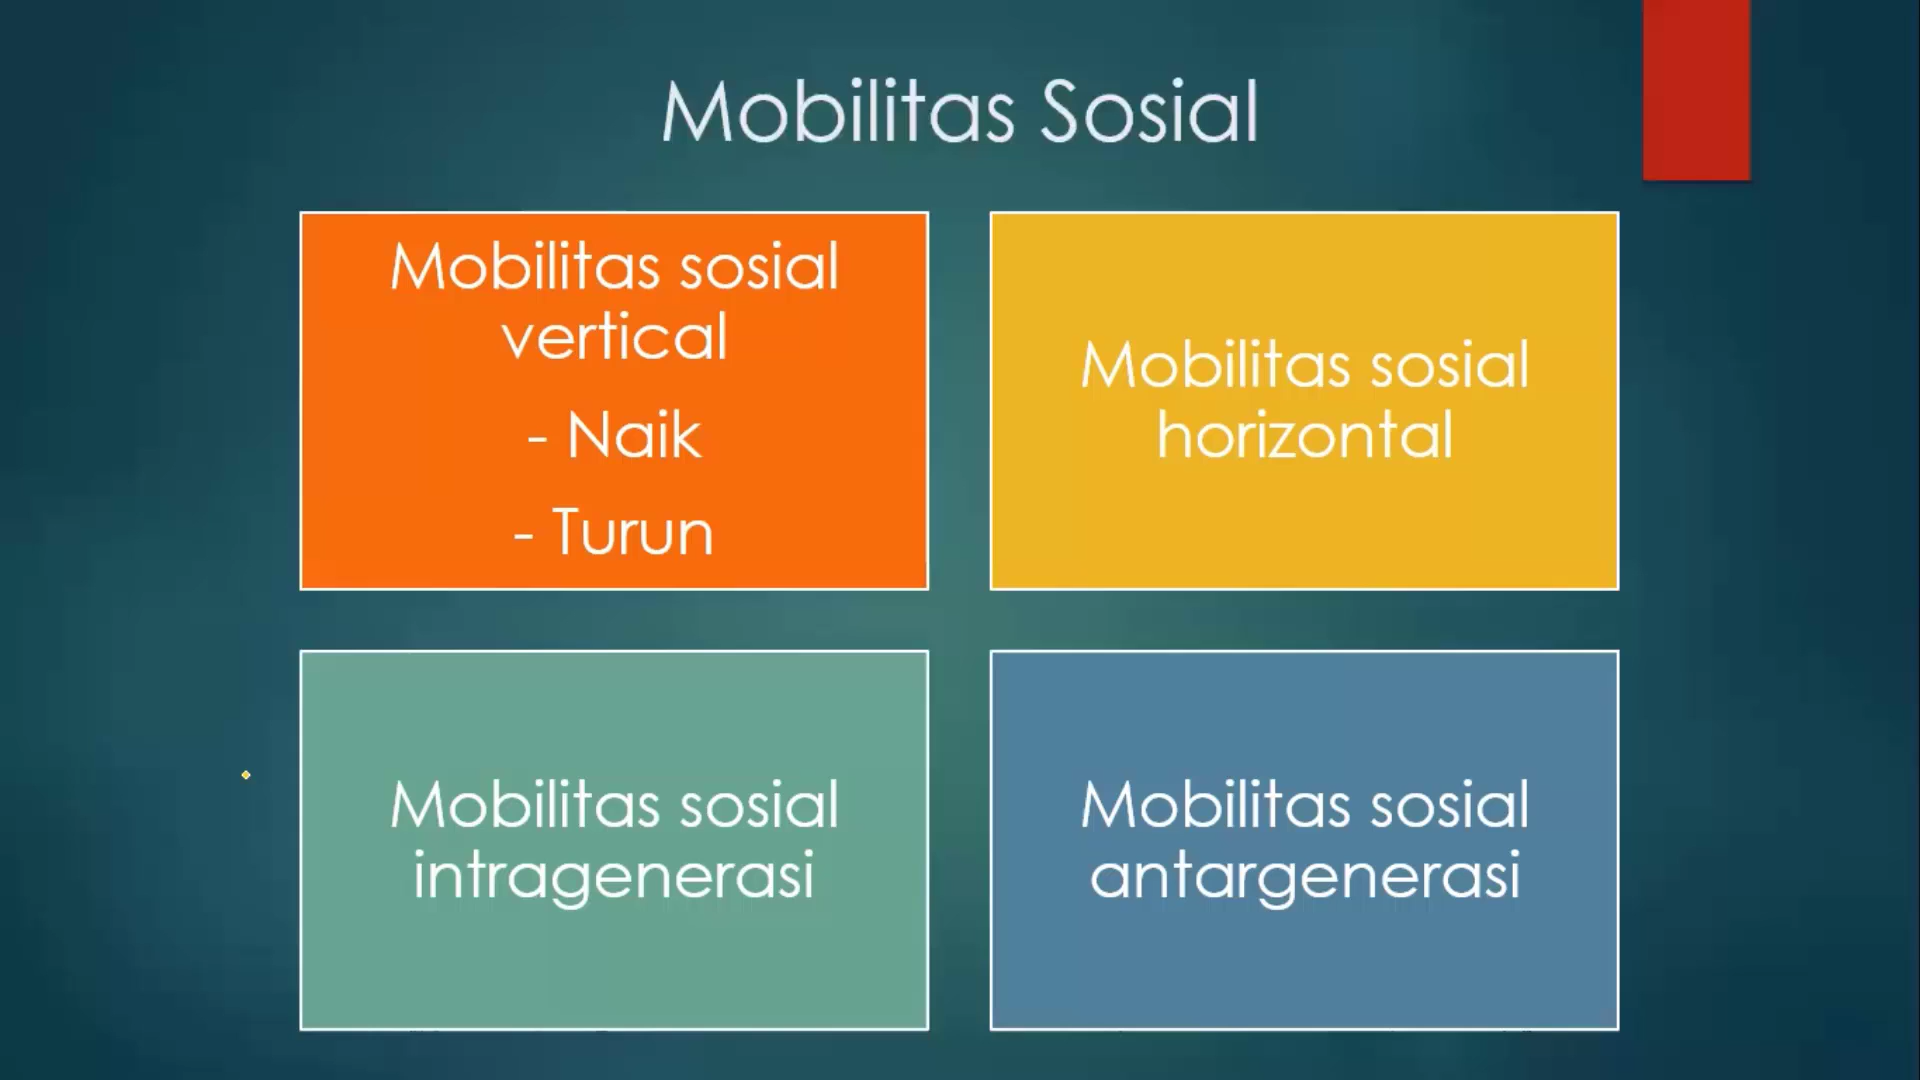 Mobilitas Sosial
Mobilitas sosial
vertical
- Naik
- Turun
Mobilitas sosial
horizontal
Mobilitas sosial
intragenerasi
Mobilitas sosial
antargenerasi